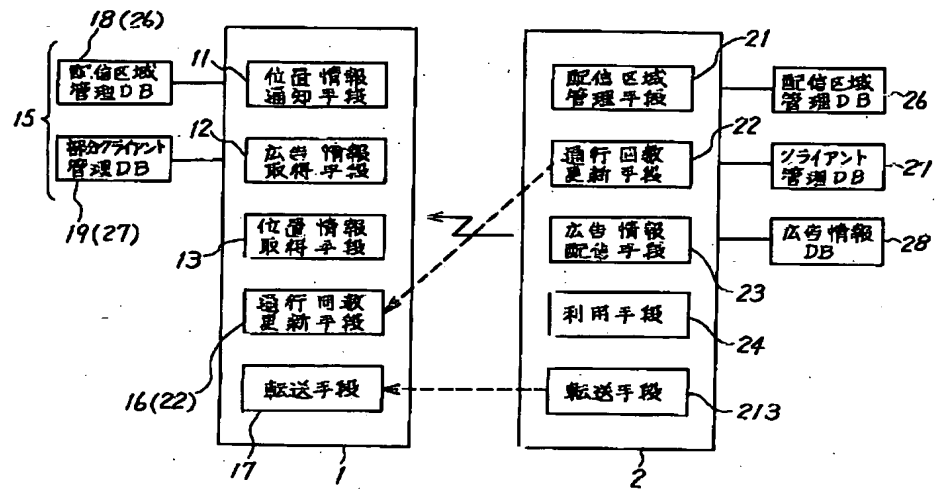 18(26)
配信区域
管理DB
15
部分クライアント
管理DB
19(27)
11
位置情報
通知手段
12
広告情報
取得手段
13
位置情報
取得手段
通行回数
更新手段
16(22)
転送手段
17
1
21
配信区域
管理手段
22
通行回数
更新手段
広告情報
配信手段
23
利用手段
24
転送手段
213
2
配信区域
管理DB
26
クライアント
管理DB
27
広告情報
DB
28